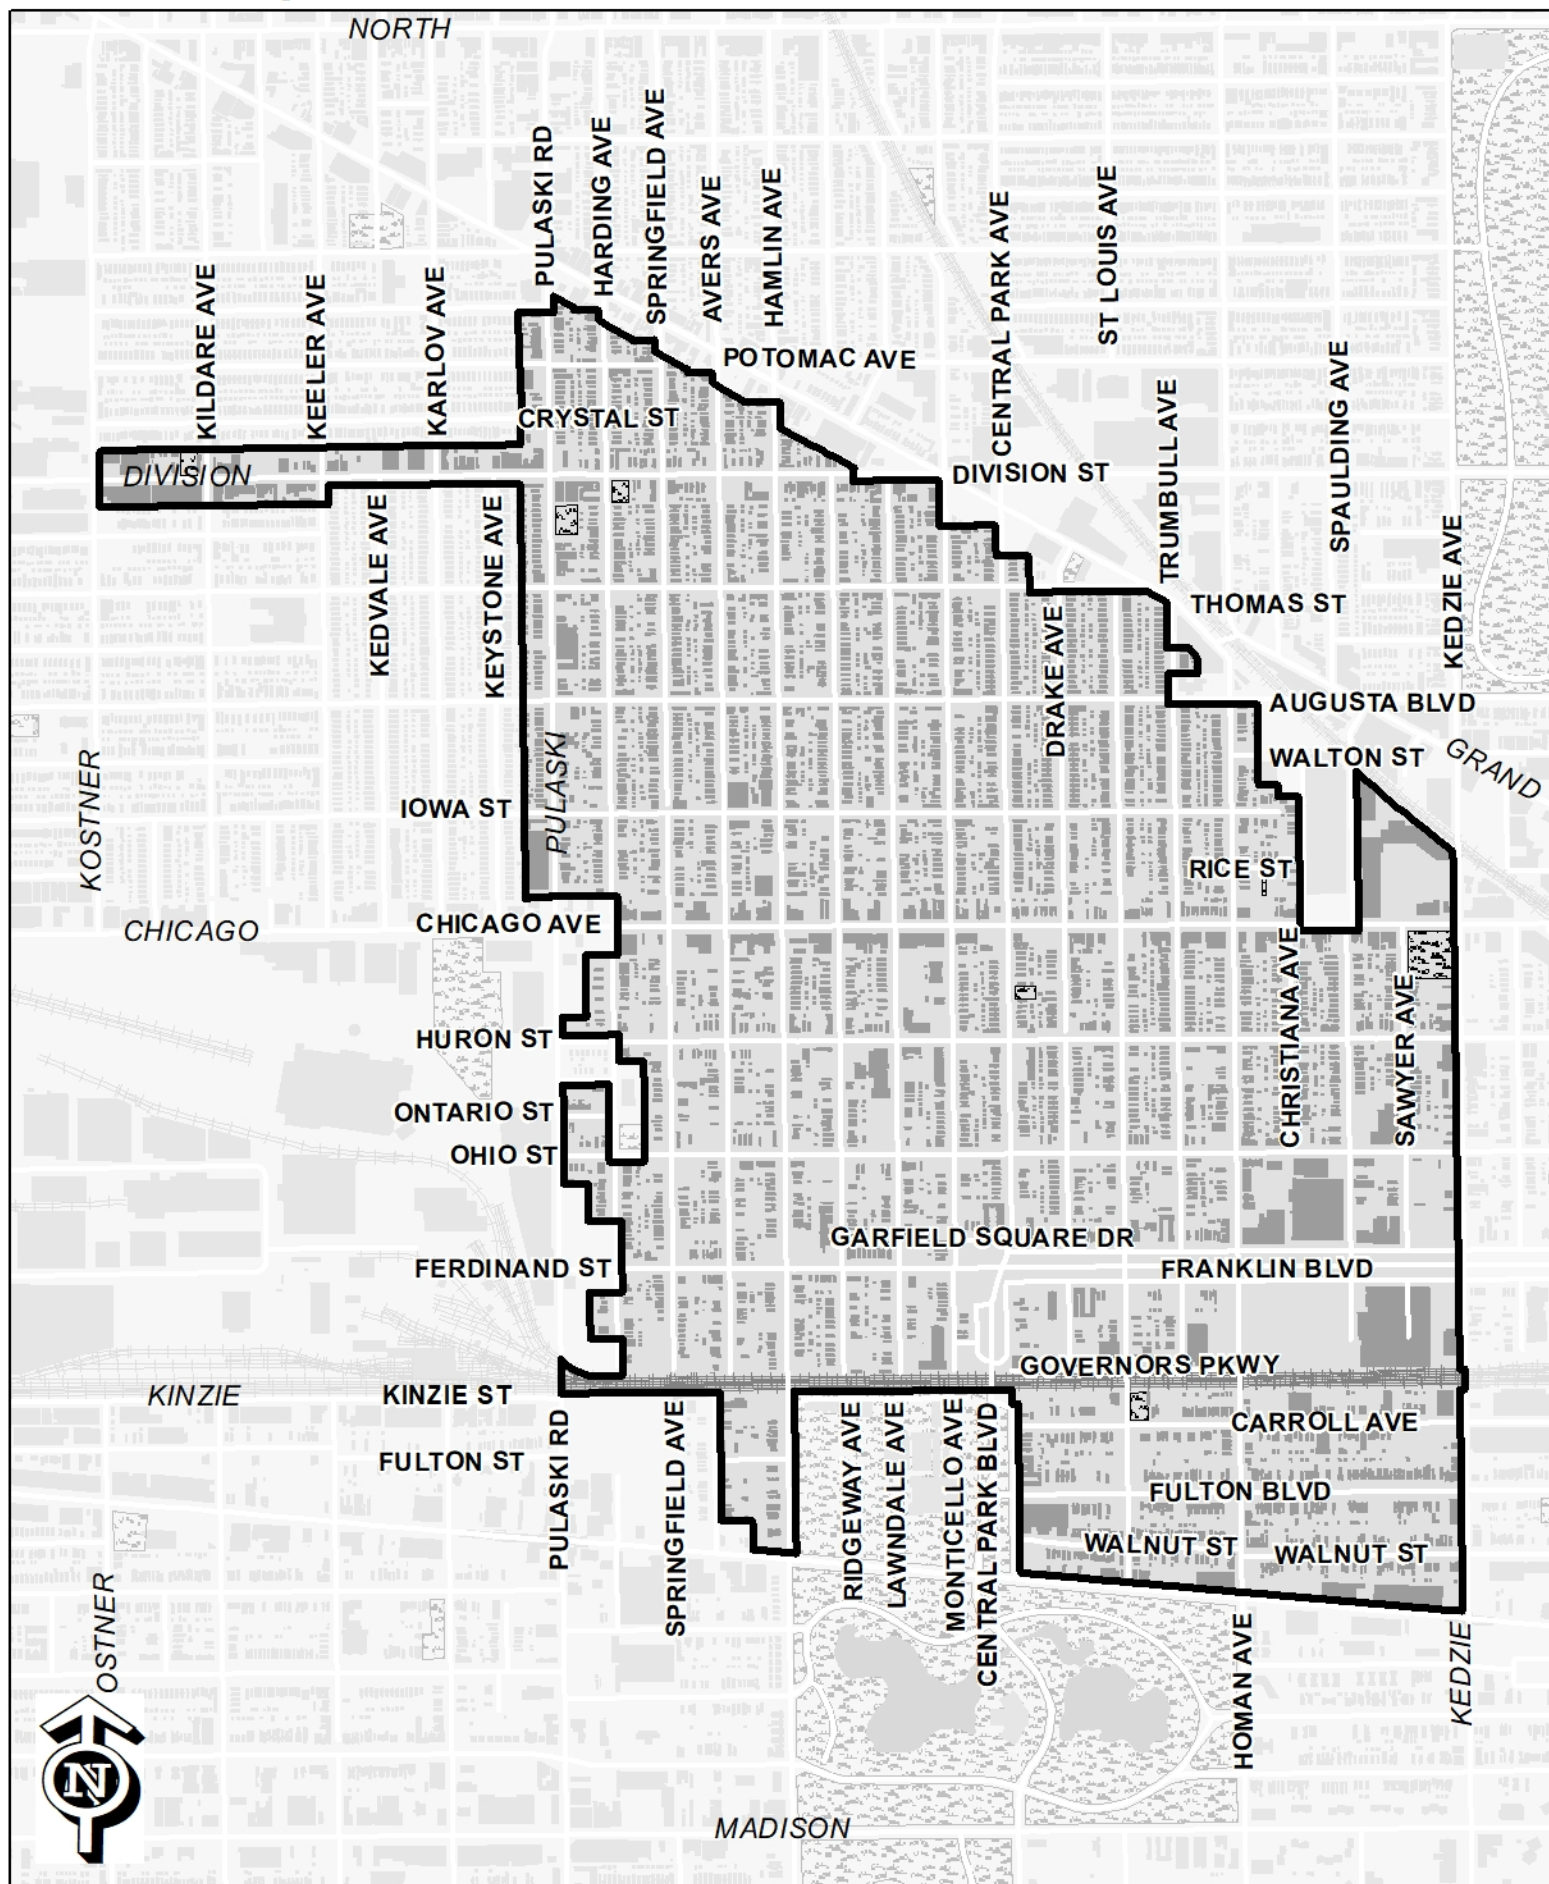 NORTH
PULASKI RD
HARDING AVE
SPRINGFIELD AVE
AVERS AVE
HAMLIN AVE
CENTRAL PARK AVE
ST LOUIS AVE
KILDARE AVE
KEELER AVE
KARLOV AVE
POTOMAC AVE
TRUMBULL AVE
SPAULDING AVE
CRYSTAL ST
DIVISION
DIVISION ST
KEDVALE AVE
KEYSTONE AVE
KEDZIE AVE
THOMAS ST
DRAKE AVE
AUGUSTA BLVD
KOSTNER
PULASKI
WALTON ST
GRAND
IOWA ST
RICE ST
CHICAGO
CHICAGO AVE
CHRISTIANA AVE
SAWYER AVE
HURON ST
ONTARIO ST
OHIO ST
GARFIELD SQUARE DR
FERDINAND ST
FRANKLIN BLVD
GOVERNORS PKWY
KINZIE
KINZIE ST
CARROLL AVE
FULTON ST
PULASKI RD
SPRINGFIELD AVE
RIDGEWAY AVE
LAWNDALE AVE
MONTICELLO AVE
CENTRAL PARK BLVD
FULTON BLVD
WALNUT ST
WALNUT ST
OSTNER
HOMAN AVE
KEDZIE
N
MADISON